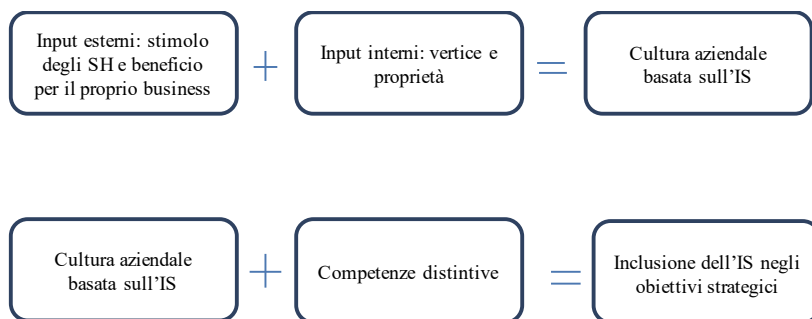 Input esterni: stimolo
degli SH e beneficio
per il proprio business
+
Input interni: vertice e
proprietà
=
Cultura aziendale
basata sull'IS
Cultura aziendale
basata sull'IS
+
Competenze distintive
=
Inclusione dell'IS negli
obiettivi strategici